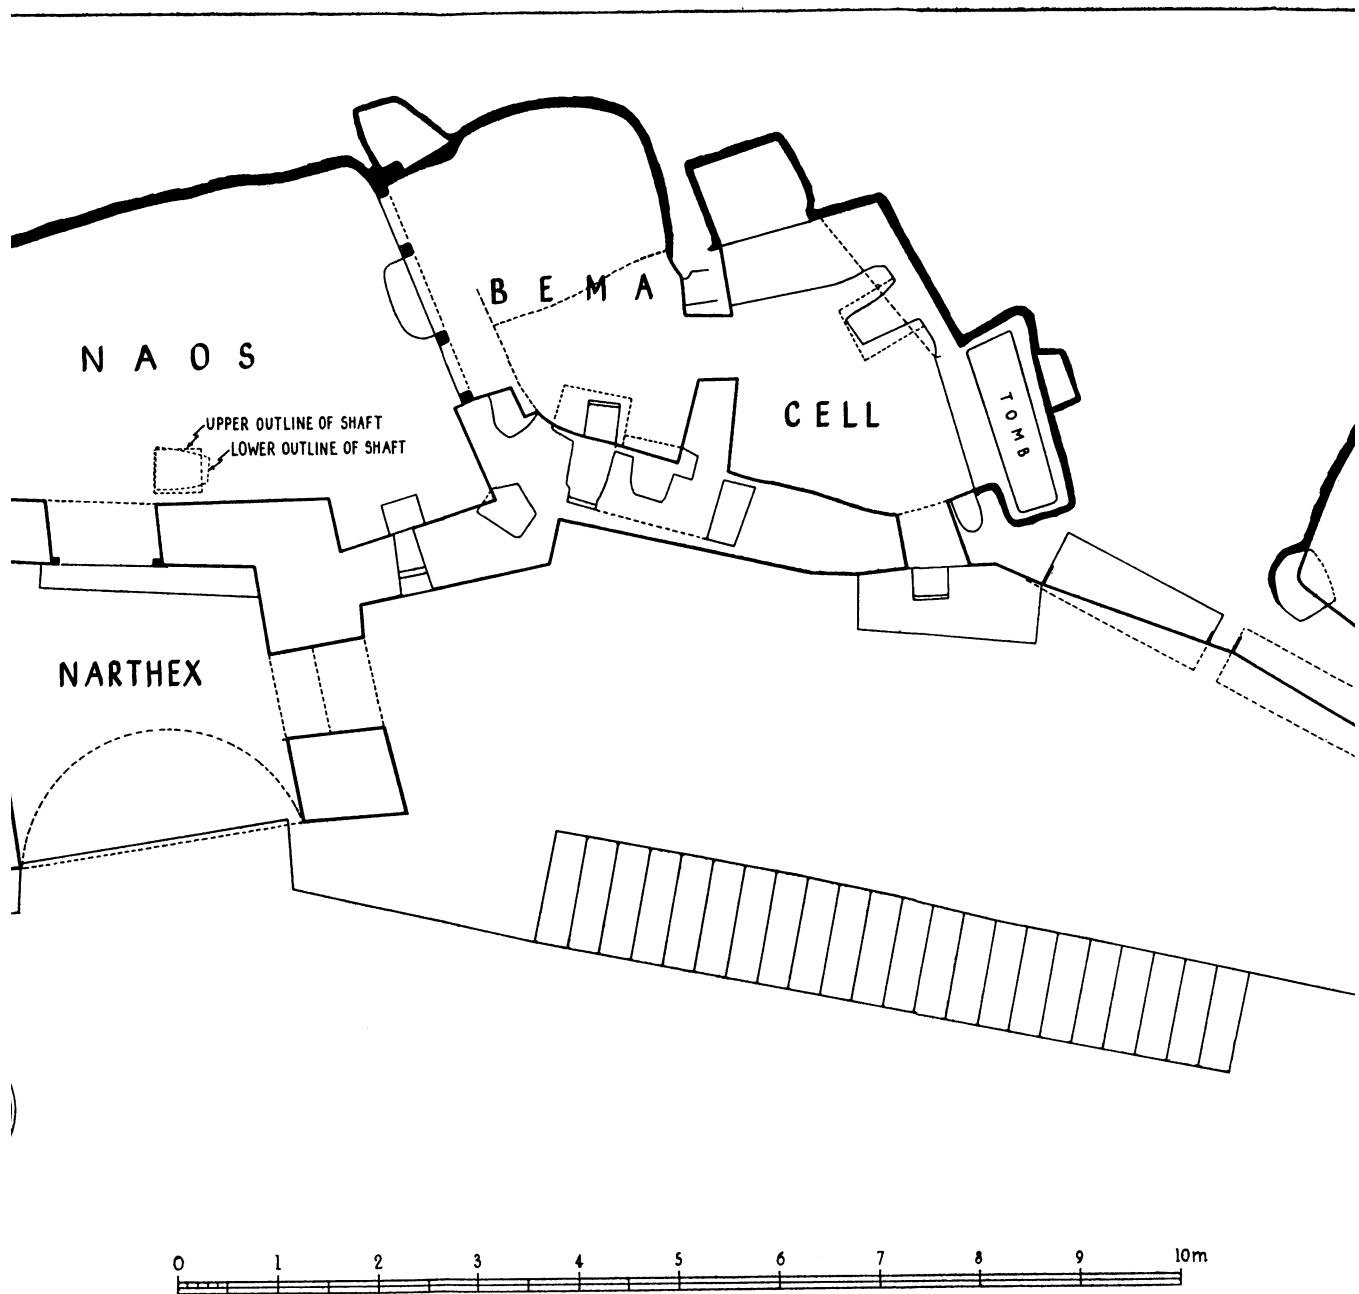 BEMA
NAOS
CELL
TOMB
UPPER OUTLINE OF SHAFT
LOWER OUTLINE OF SHAFT
NARTHEX
0 1 2 3 4 5 6 7 8 9 10m